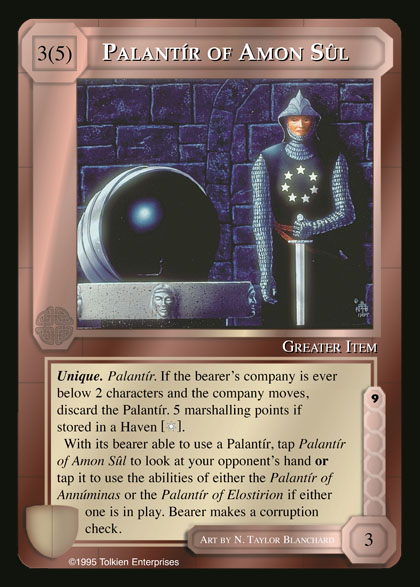 3(5)
PALANTÍR OF AMON SÛL
GREATER ITEM
Unique. Palantír. If the bearer's company is ever
below 2 characters and the company moves,
discard the Palantír. 5 marshalling points if
stored in a Haven [ ].
With its bearer able to use a Palantír, tap Palantír
of Amon Sûl to look at your opponent's hand or
tap it to use the abilities of either the Palantír of
Annúminas or the Palantír of Elostirion if either
one is in play. Bearer makes a corruption
check.
9
ART BY N. TAYLOR BLANCHARD
3
©1995 Tolkien Enterprises